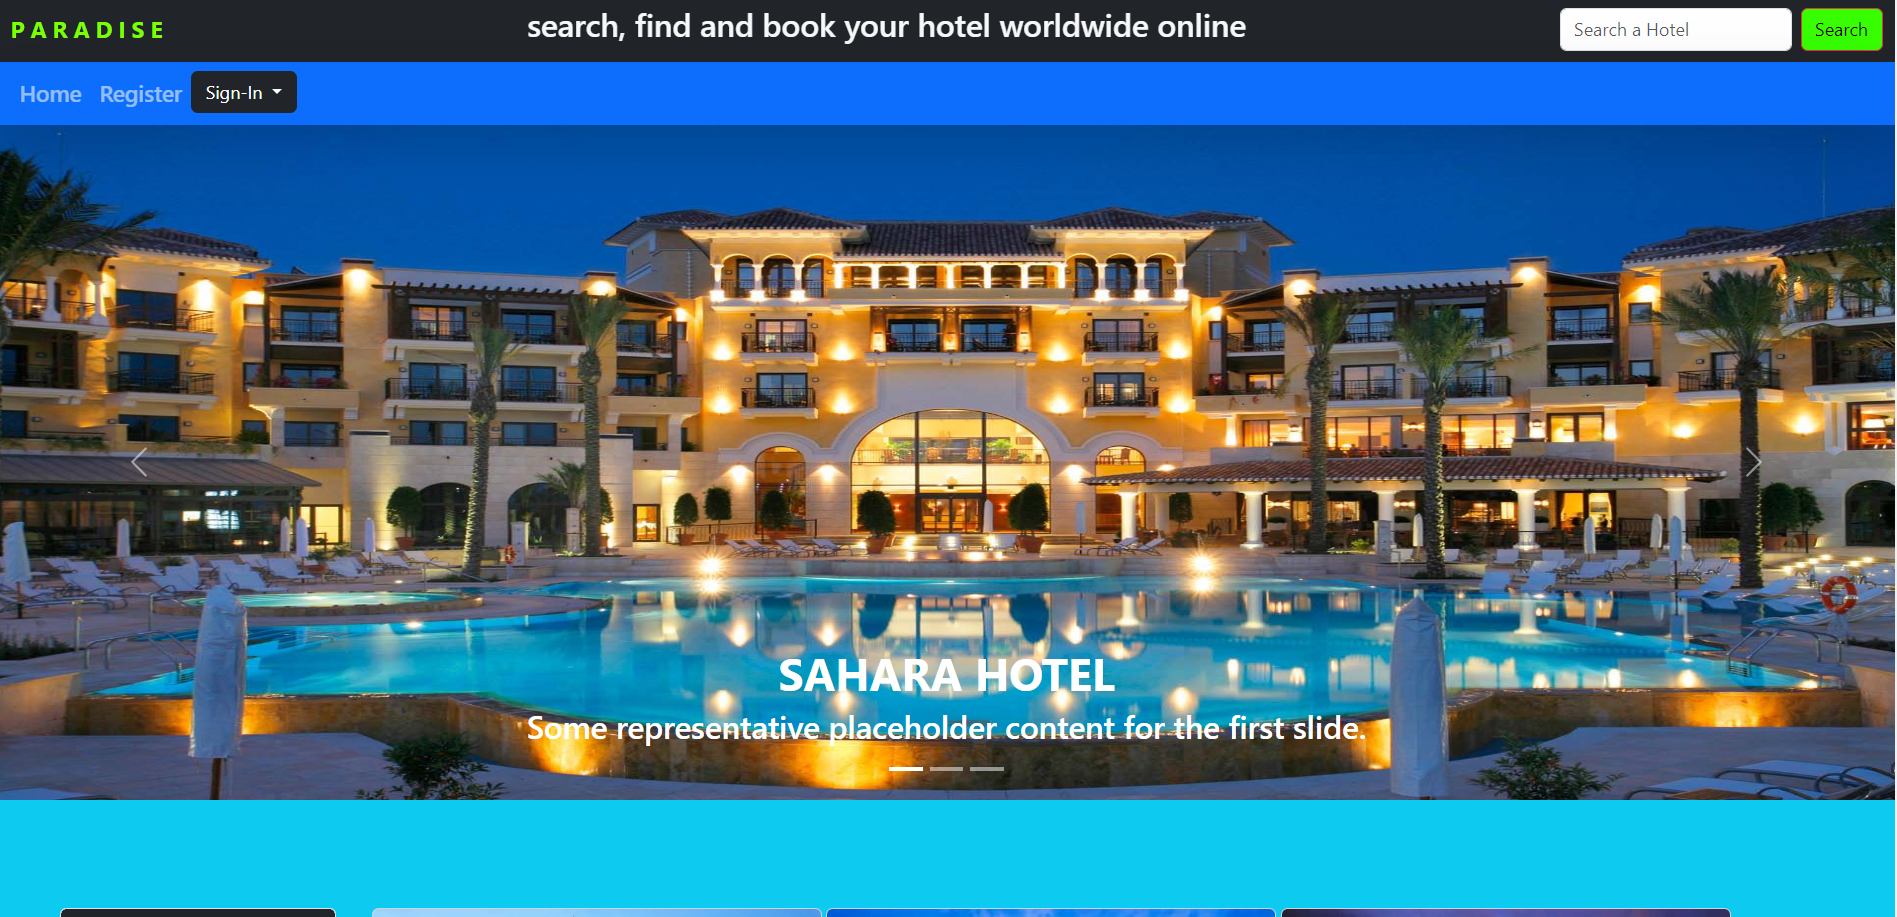 PARADISE
search, find and book your hotel worldwide online
Search a Hotel
Search
Home
Register
Sign-In
SAHARA HOTEL
Some representative placeholder content for the first slide.